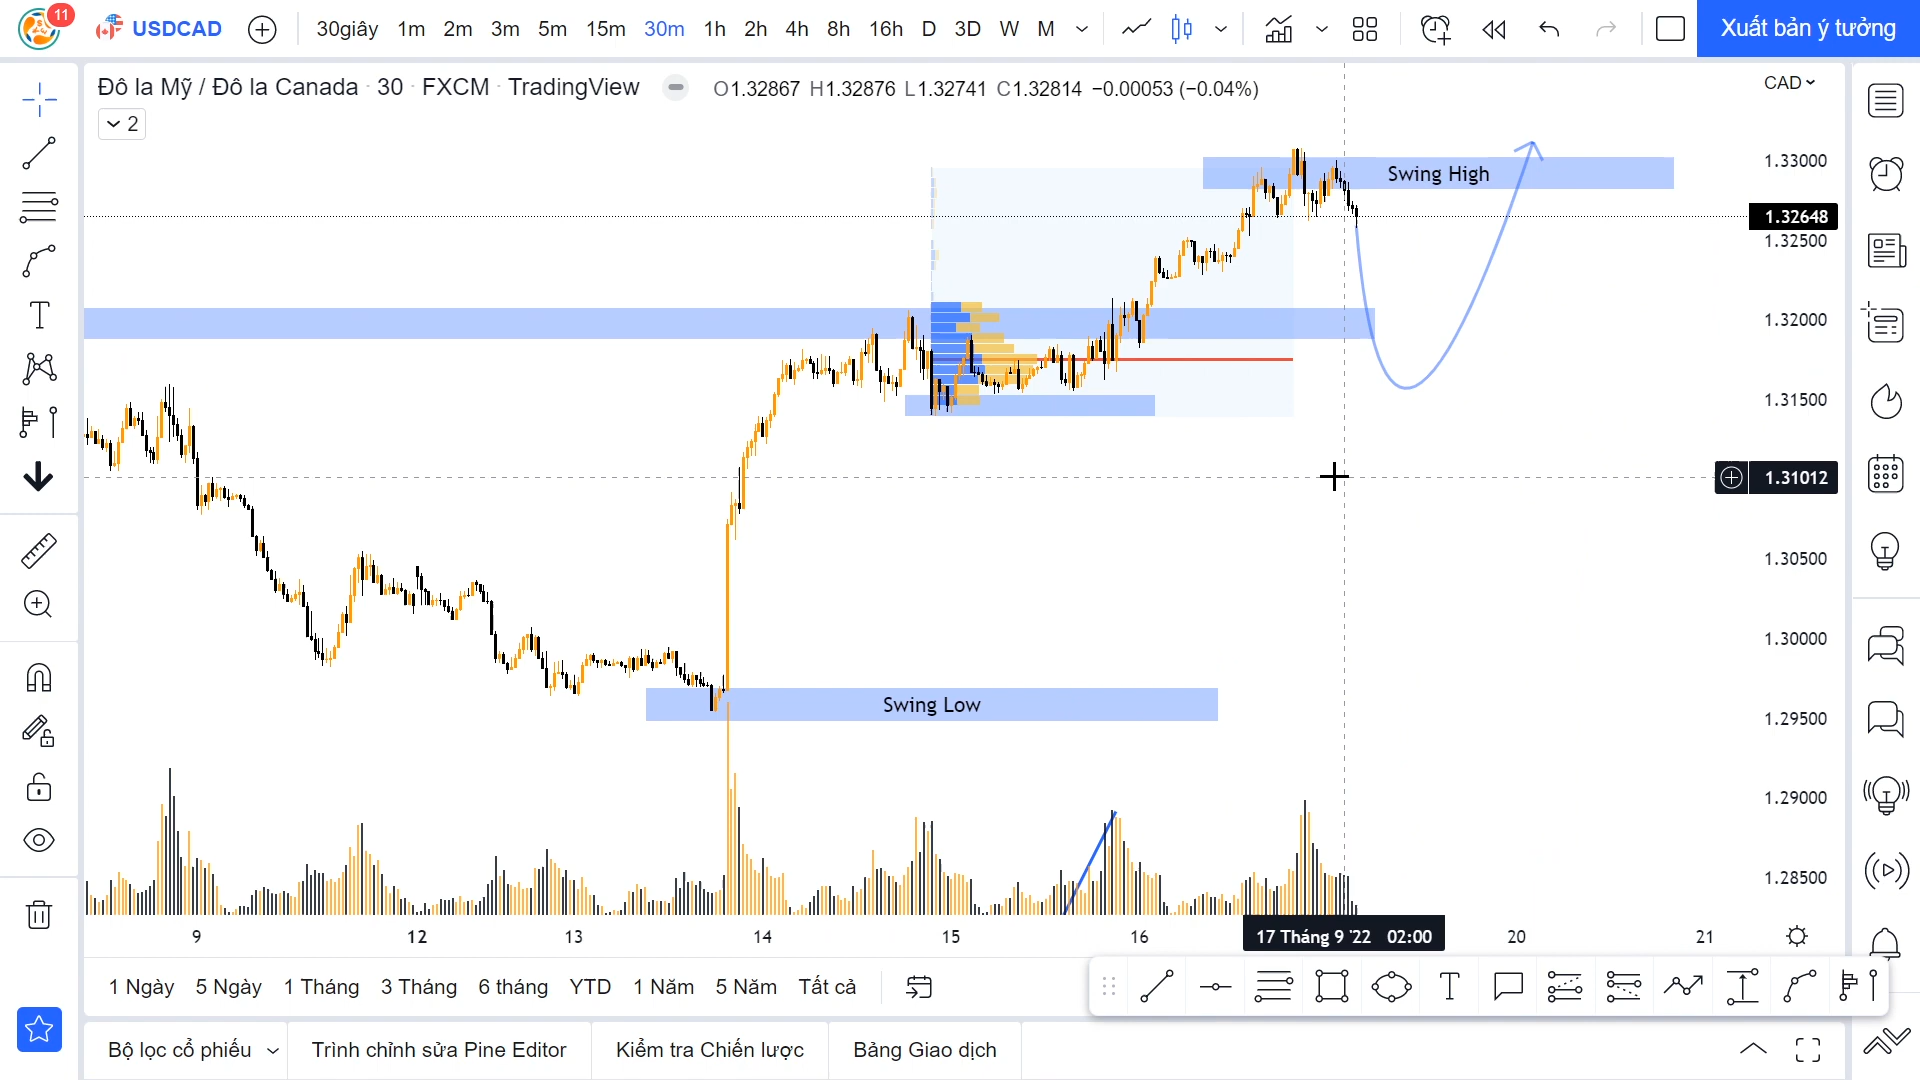 11
USDCAD
30giây 1m 2m 3m 5m 15m 30m 1h 2h 4h 8h 16h D 3D W M
Xuất bản ý tưởng
Đô la Mỹ / Đô la Canada · 30 · FXCM · TradingView
O1.32867 H1.32876 L1.32741 C1.32814 −0.00053 (−0.04%)
CAD
2
1.33000
Swing High
1.32648
1.32500
1.32000
1.31500
1.31012
1.30500
1.30000
1.29500
Swing Low
1.29000
1.28500
9 12 13 14 15 16 17 Tháng 9 '22 02:00 20 21
1 Ngày 5 Ngày 1 Tháng 3 Tháng 6 tháng YTD 1 Năm 5 Năm Tất cả
Bộ lọc cổ phiếu Trình chỉnh sửa Pine Editor Kiểm tra Chiến lược Bảng Giao dịch